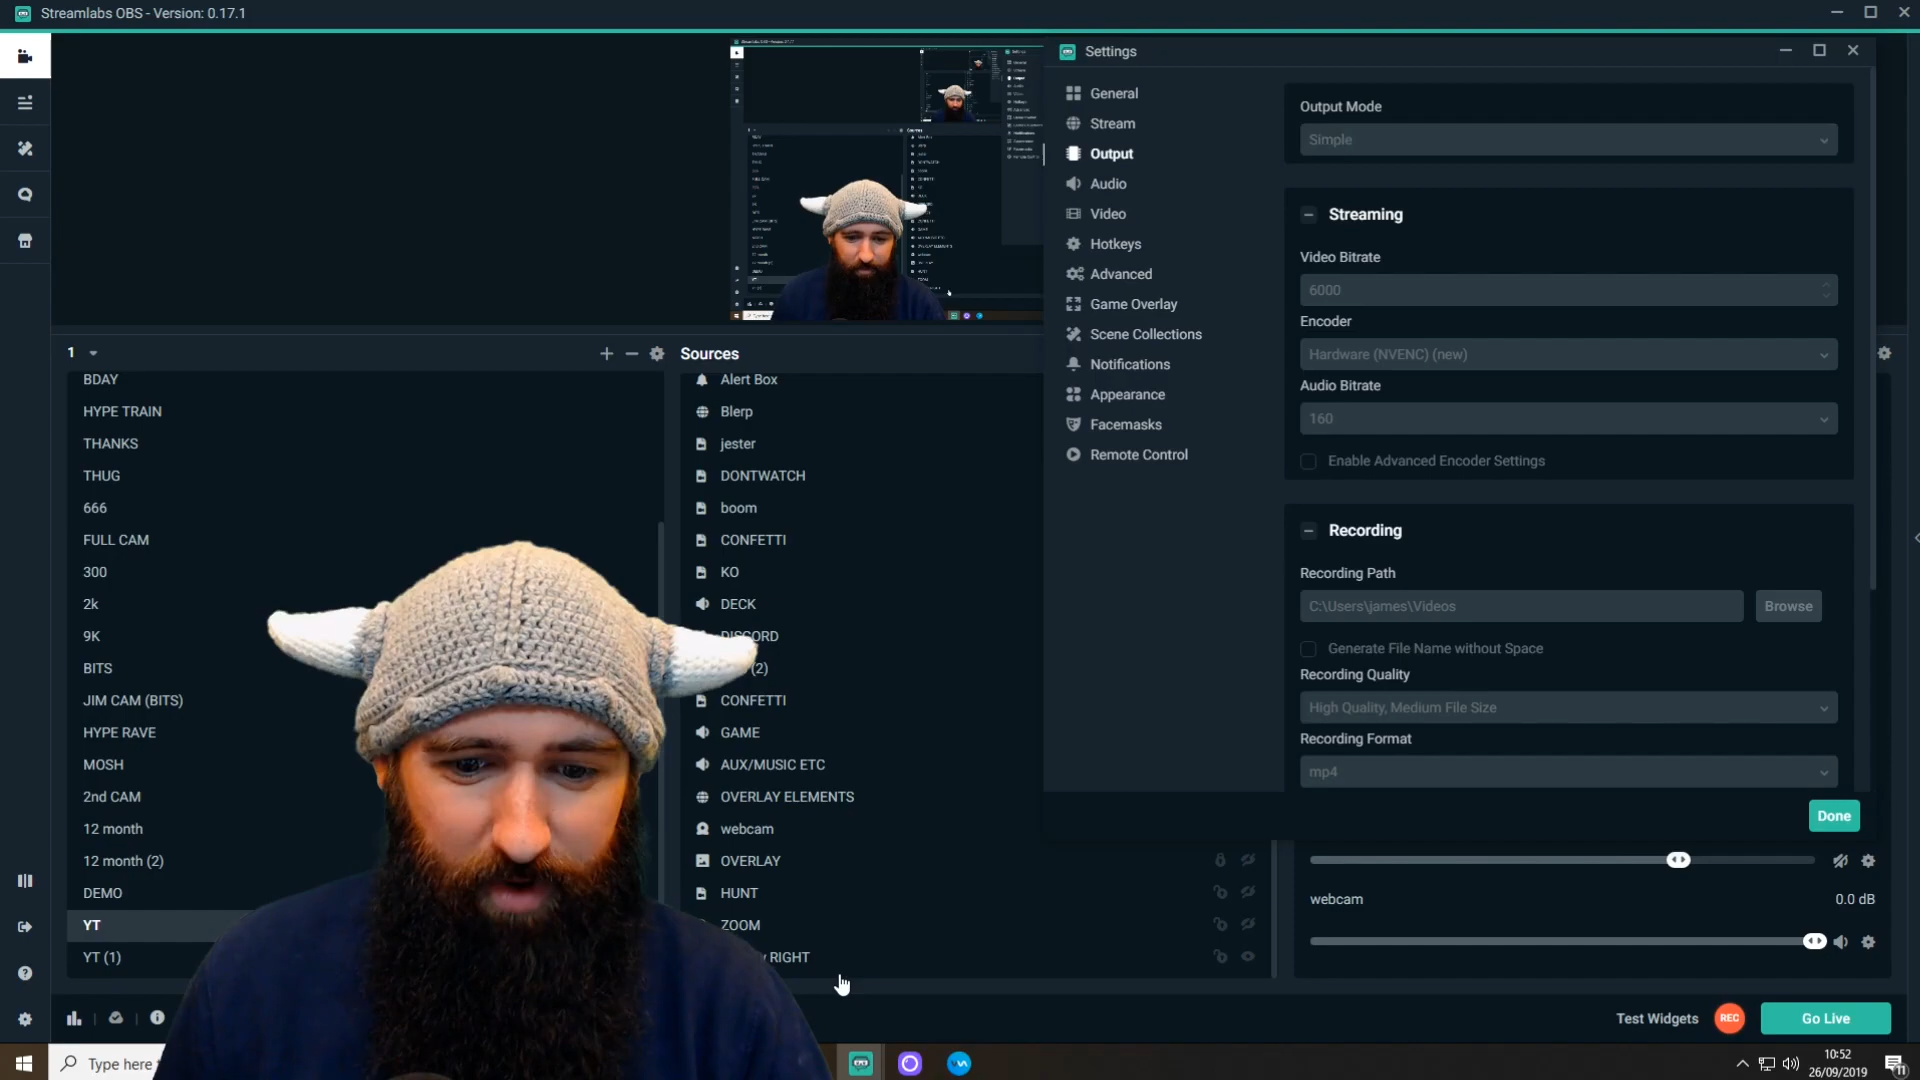 Streamlabs OBS - Version: 0.17.1
Settings
General
Stream
Output
Audio
Video
Hotkeys
Advanced
Game Overlay
Scene Collections
Notifications
Appearance
Facemasks
Remote Control
Output Mode
Simple
Streaming
Video Bitrate
6000
Encoder
Hardware (NVENC) (new)
Audio Bitrate
160
Enable Advanced Encoder Settings
Recording
Recording Path
C:\Users\james\Videos
Browse
Generate File Name without Space
Recording Quality
High Quality, Medium File Size
Recording Format
mp4
Done
1
BDAY
HYPE TRAIN
THANKS
THUG
666
FULL CAM
300
2k
9K
BITS
JIM CAM (BITS)
HYPE RAVE
MOSH
2nd CAM
12 month
12 month (2)
DEMO
YT
YT (1)
Sources
Alert Box
Blerp
jester
DONTWATCH
boom
CONFETTI
KO
DECK
DISCORD
(2)
CONFETTI
GAME
AUX/MUSIC ETC
OVERLAY ELEMENTS
webcam
OVERLAY
HUNT
ZOOM
RIGHT
webcam
0.0 dB
Test Widgets
REC
Go Live
Type here
10:52
26/09/2019
11